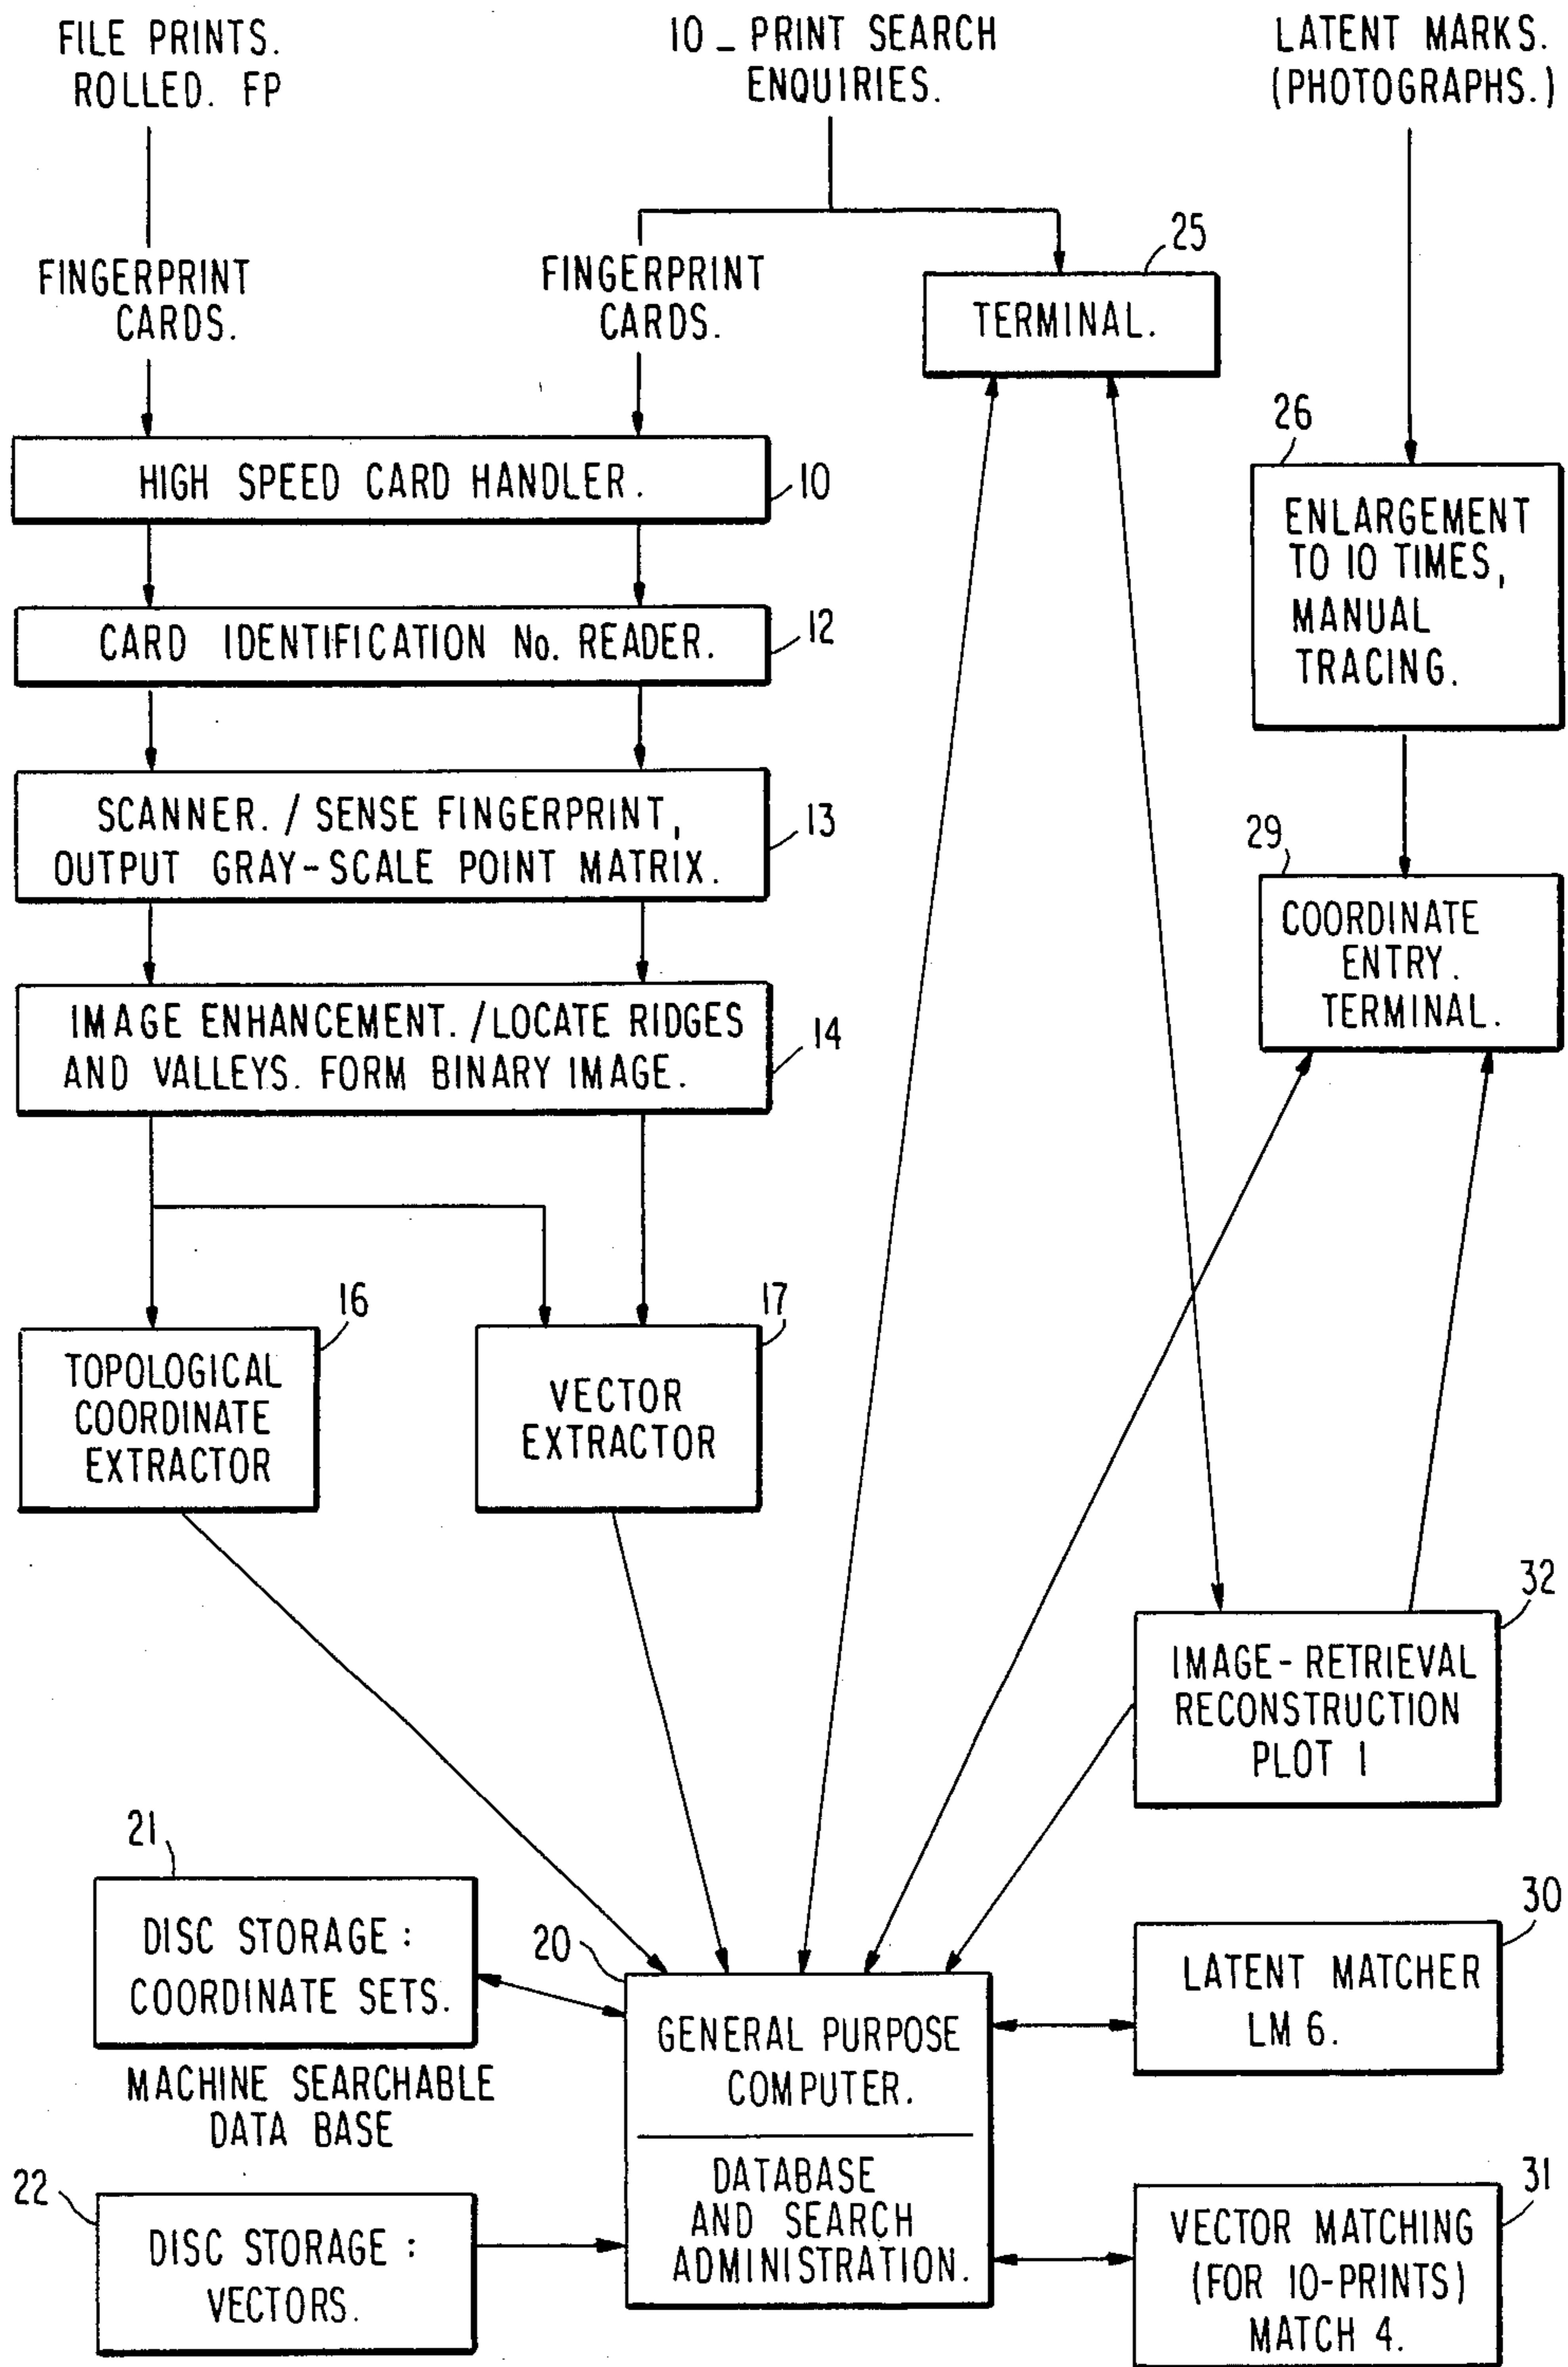 FILE PRINTS.
ROLLED. FP
10_PRINT SEARCH
ENQUIRIES.
LATENT MARKS.
(PHOTOGRAPHS.)
FINGERPRINT
CARDS.
FINGERPRINT
CARDS.
25
TERMINAL.
HIGH SPEED CARD HANDLER.
10
26
ENLARGEMENT
TO 10 TIMES,
MANUAL
TRACING.
CARD IDENTIFICATION No. READER.
12
SCANNER. / SENSE FINGERPRINT,
OUTPUT GRAY-SCALE POINT MATRIX.
13
29
COORDINATE
ENTRY.
TERMINAL.
IMAGE ENHANCEMENT. /LOCATE RIDGES
AND VALLEYS. FORM BINARY IMAGE.
14
16
TOPOLOGICAL
COORDINATE
EXTRACTOR
17
VECTOR
EXTRACTOR
32
IMAGE-RETRIEVAL
RECONSTRUCTION
PLOT 1
21
DISC STORAGE :
COORDINATE SETS.
MACHINE SEARCHABLE
DATA BASE
20
GENERAL PURPOSE
COMPUTER.
DATABASE
AND SEARCH
ADMINISTRATION.
30
LATENT MATCHER
LM 6.
22
DISC STORAGE :
VECTORS.
31
VECTOR MATCHING
(FOR 10-PRINTS)
MATCH 4.